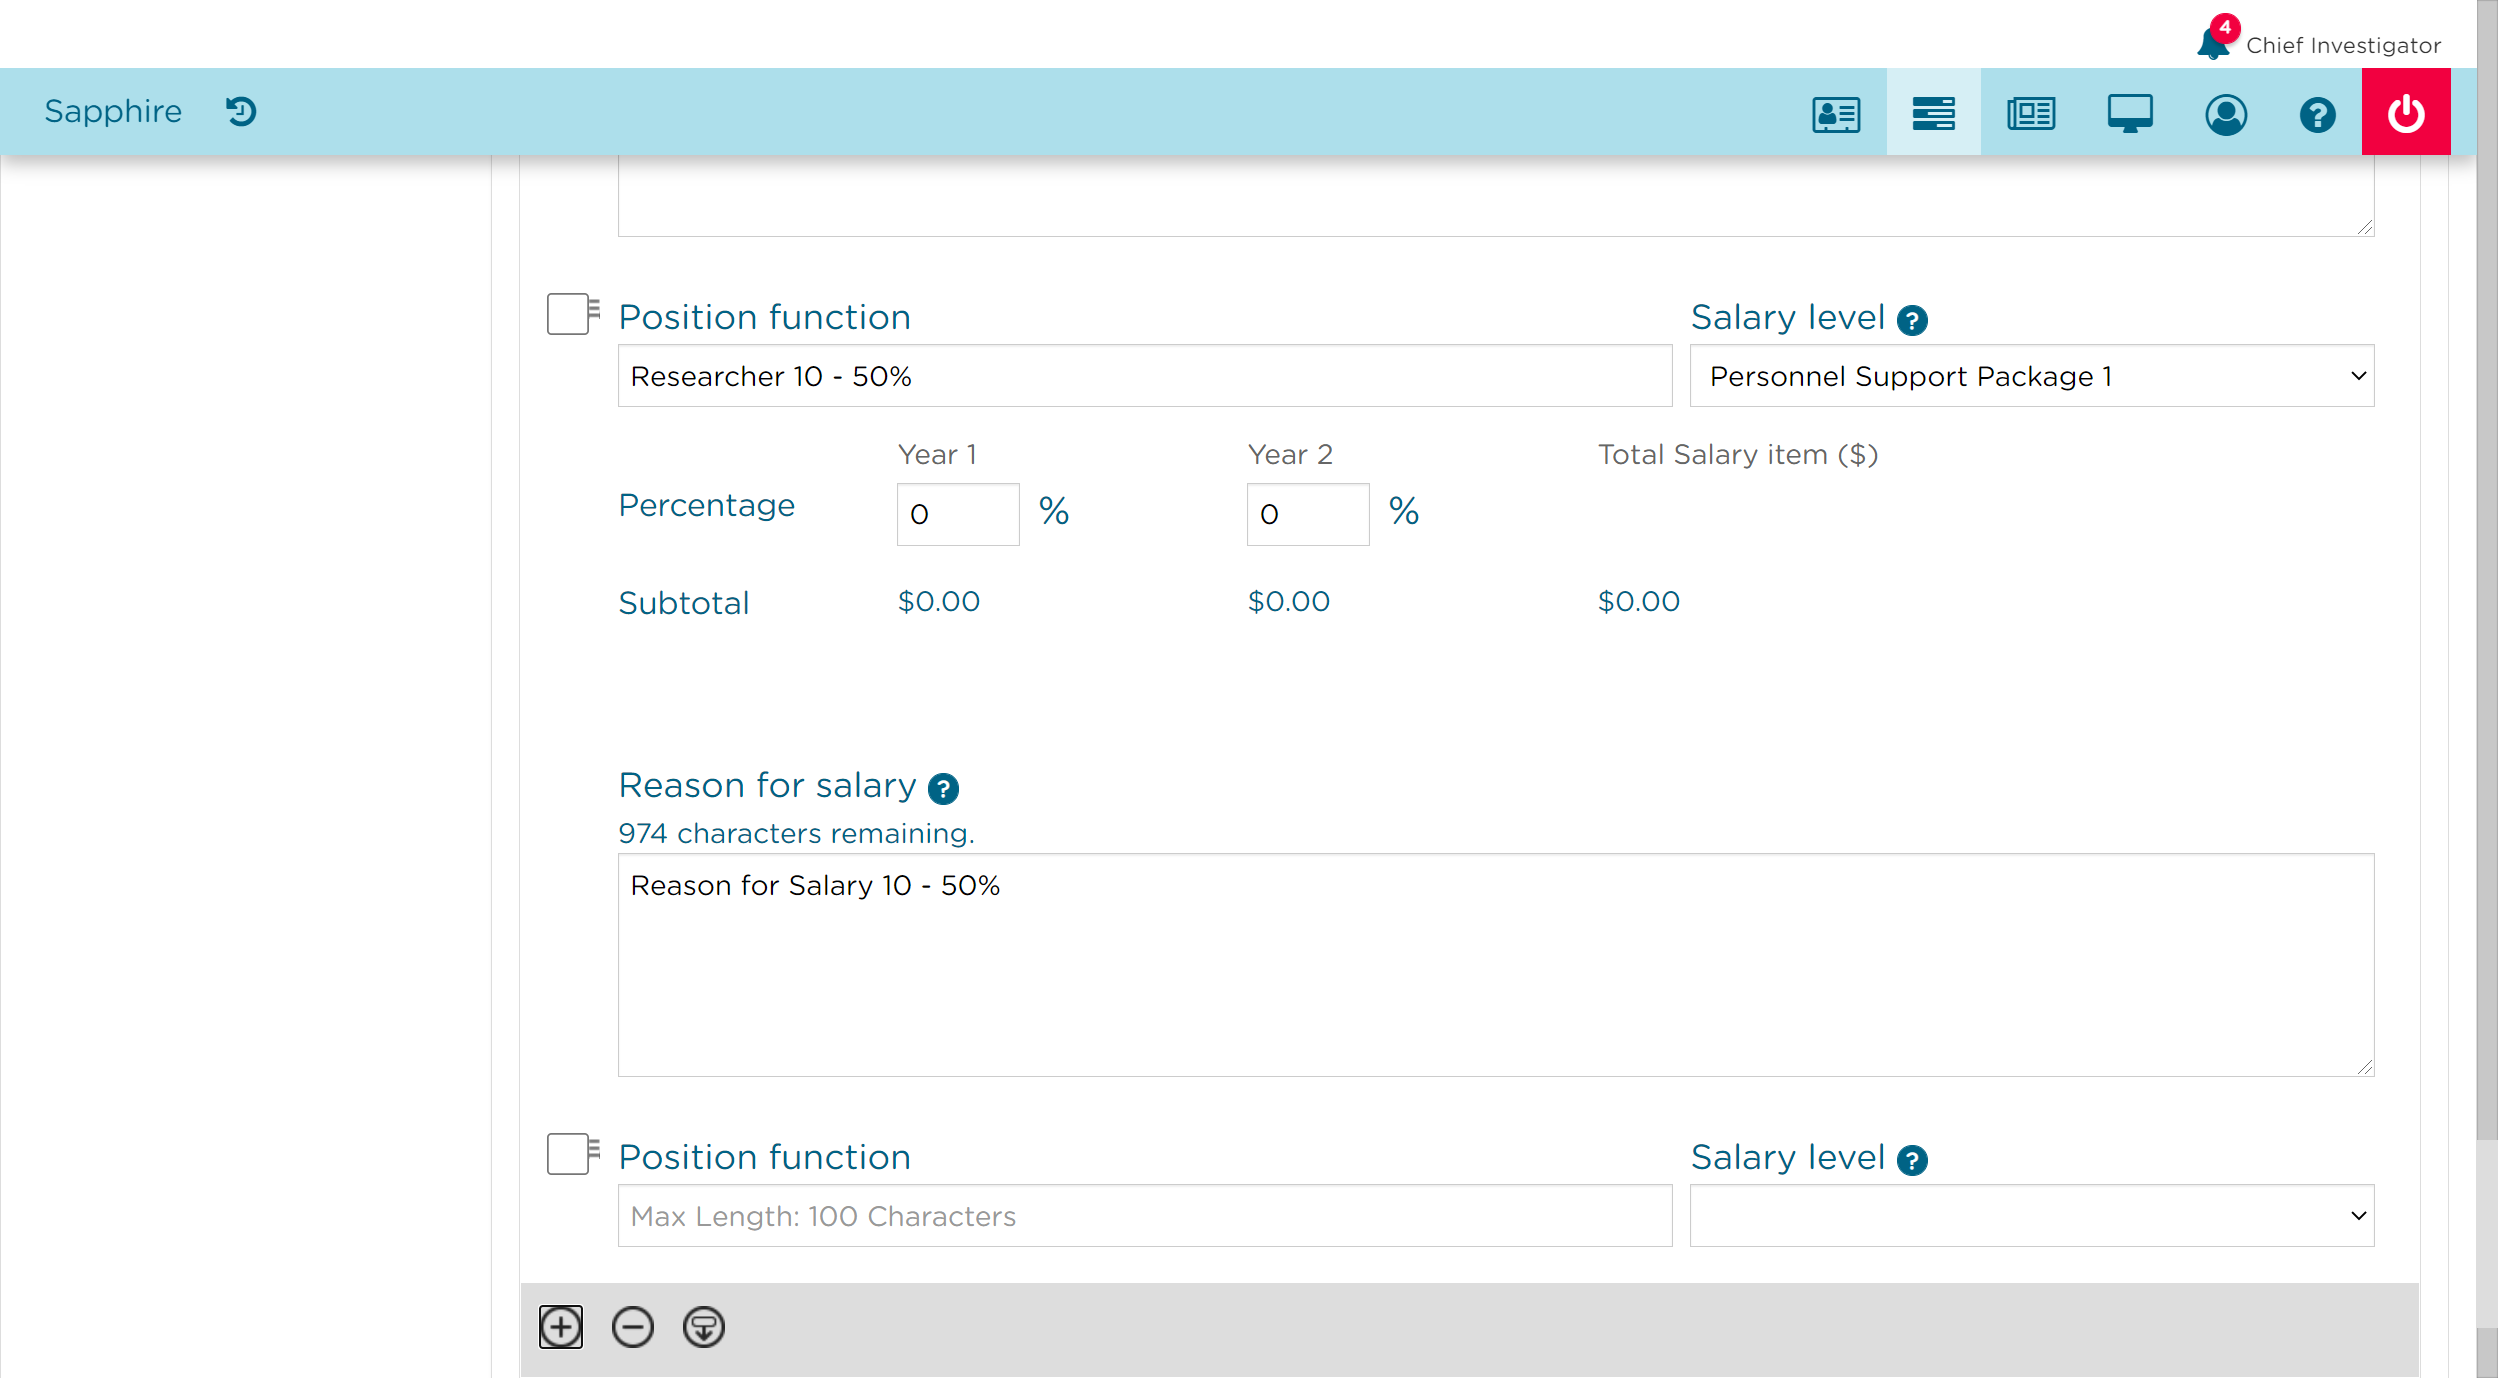 4
Chief Investigator
Sapphire
Position function
Salary level ?
Researcher 10 - 50%
Personnel Support Package 1
Year 1 Year 2 Total Salary item ($)
Percentage 0 % 0 %
Subtotal $0.00 $0.00 $0.00
Reason for salary ?
974 characters remaining.
Reason for Salary 10 - 50%
Position function
Salary level ?
Max Length: 100 Characters